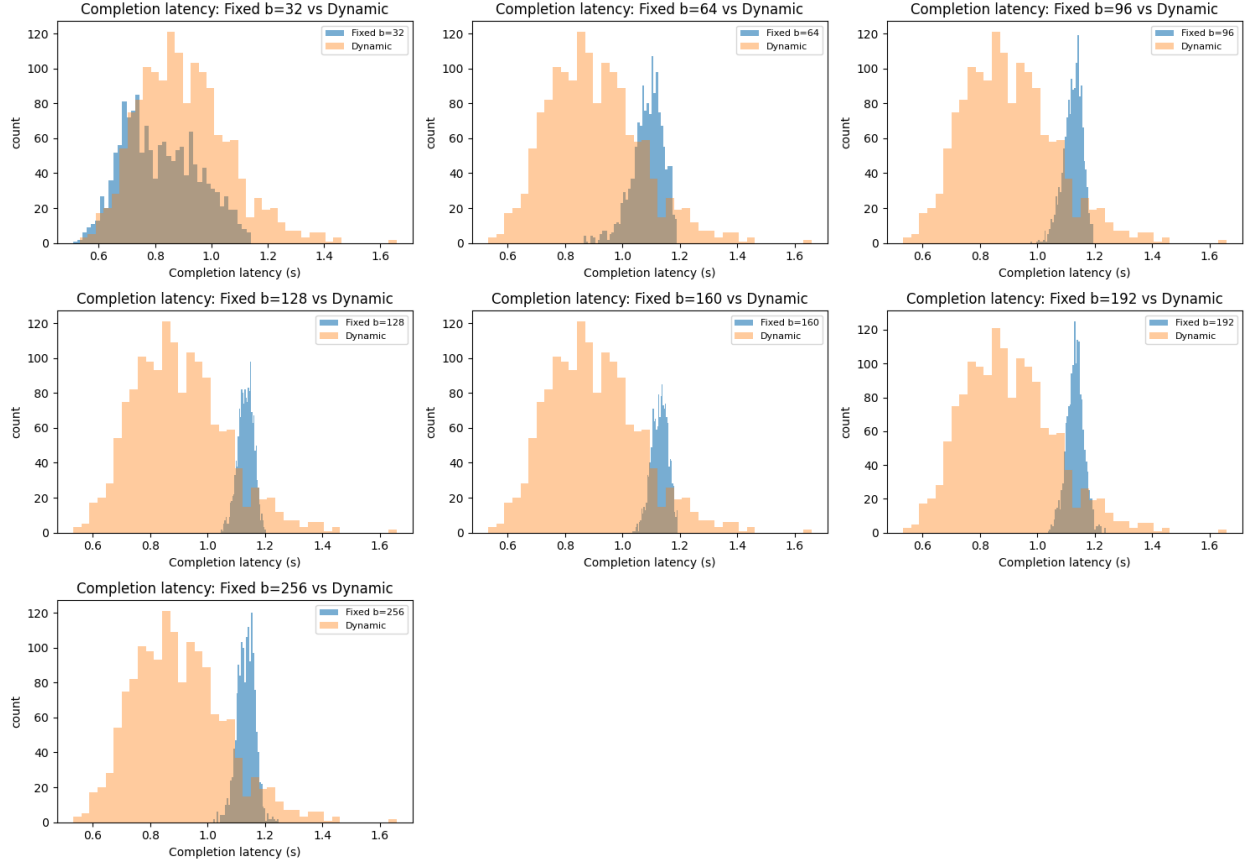 Completion latency: Fixed b=32 vs Dynamic
120
100
80
60
40
20
0
count
0.6 0.8 1.0 1.2 1.4 1.6
Completion latency (s)
Fixed b=32
Dynamic
Completion latency: Fixed b=64 vs Dynamic
120
100
80
60
40
20
0
count
0.6 0.8 1.0 1.2 1.4 1.6
Completion latency (s)
Fixed b=64
Dynamic
Completion latency: Fixed b=96 vs Dynamic
120
100
80
60
40
20
0
count
0.6 0.8 1.0 1.2 1.4 1.6
Completion latency (s)
Fixed b=96
Dynamic
Completion latency: Fixed b=128 vs Dynamic
120
100
80
60
40
20
0
count
0.6 0.8 1.0 1.2 1.4 1.6
Completion latency (s)
Fixed b=128
Dynamic
Completion latency: Fixed b=160 vs Dynamic
120
100
80
60
40
20
0
count
0.6 0.8 1.0 1.2 1.4 1.6
Completion latency (s)
Fixed b=160
Dynamic
Completion latency: Fixed b=192 vs Dynamic
120
100
80
60
40
20
0
count
0.6 0.8 1.0 1.2 1.4 1.6
Completion latency (s)
Fixed b=192
Dynamic
Completion latency: Fixed b=256 vs Dynamic
120
100
80
60
40
20
0
count
0.6 0.8 1.0 1.2 1.4 1.6
Completion latency (s)
Fixed b=256
Dynamic